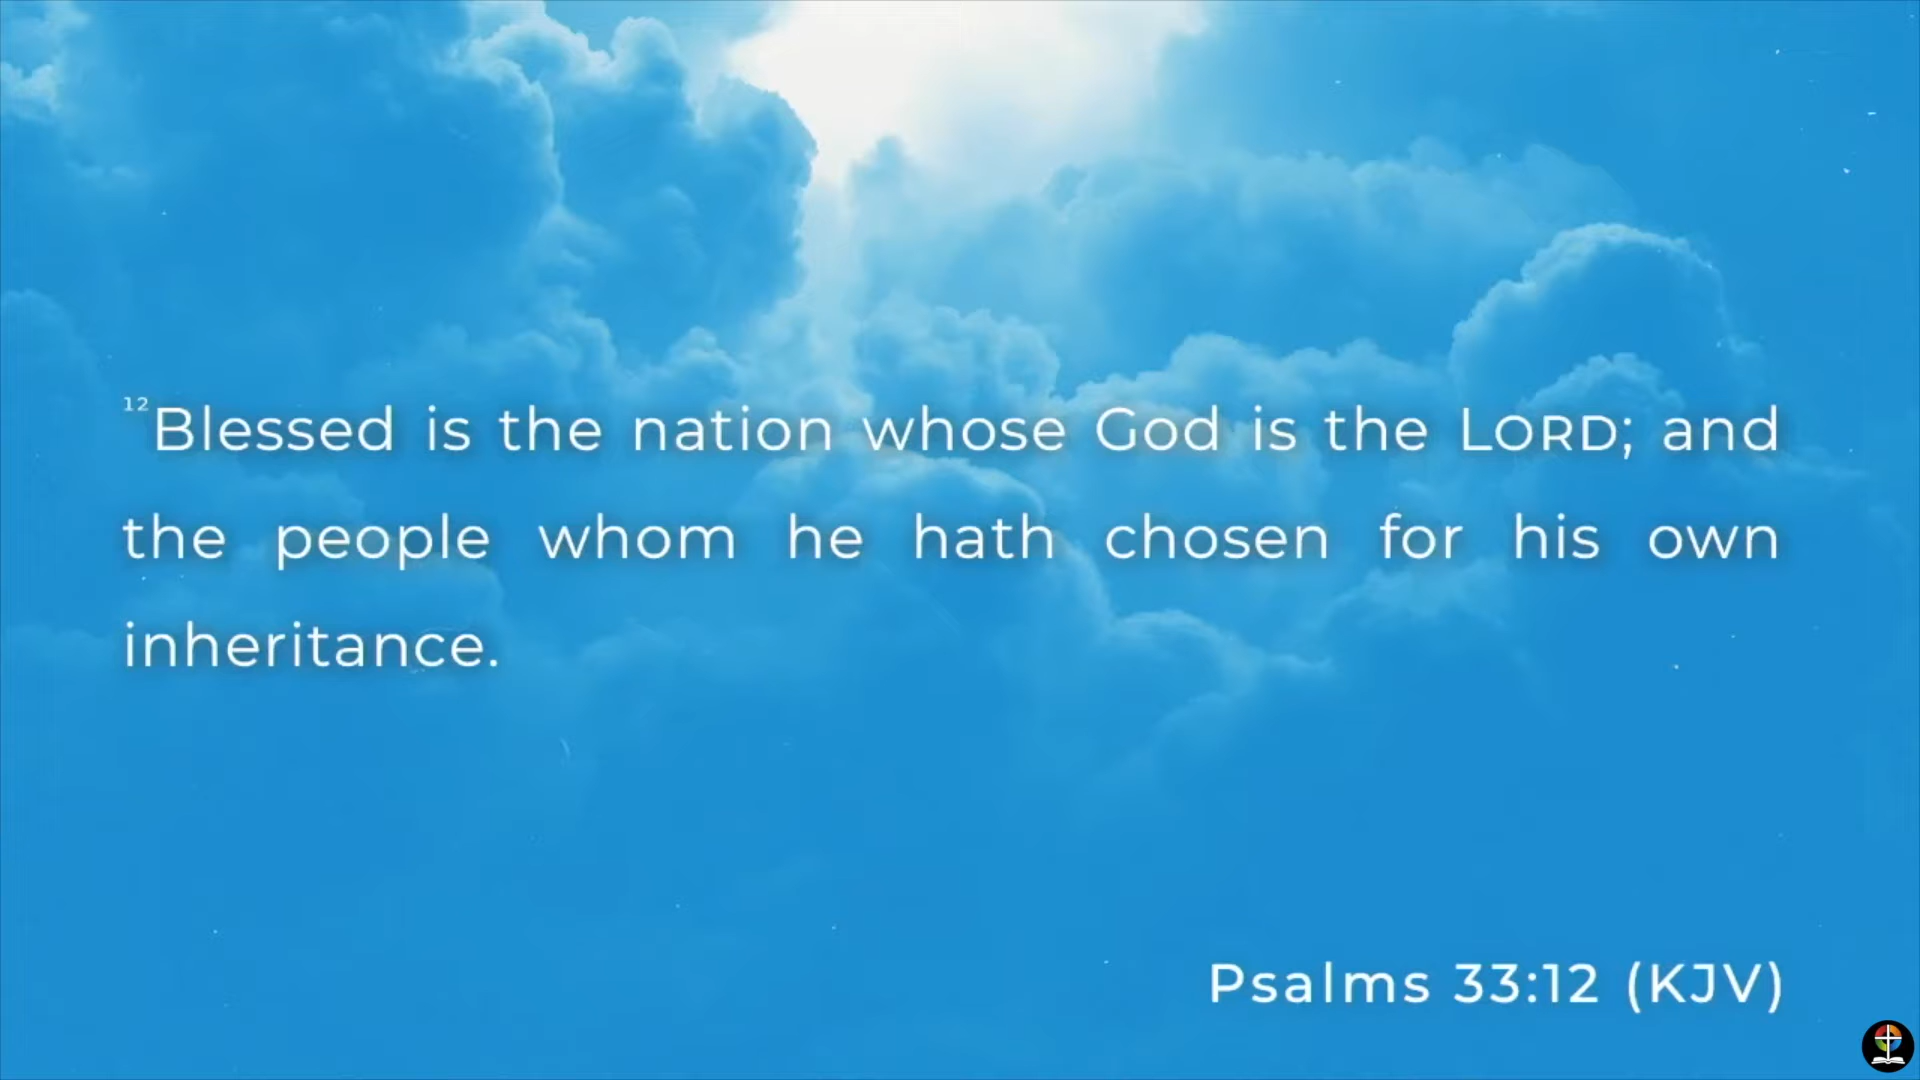 ¹²Blessed is the nation whose God is the LORD; and
the people whom he hath chosen for his own
inheritance.
Psalms 33:12 (KJV)